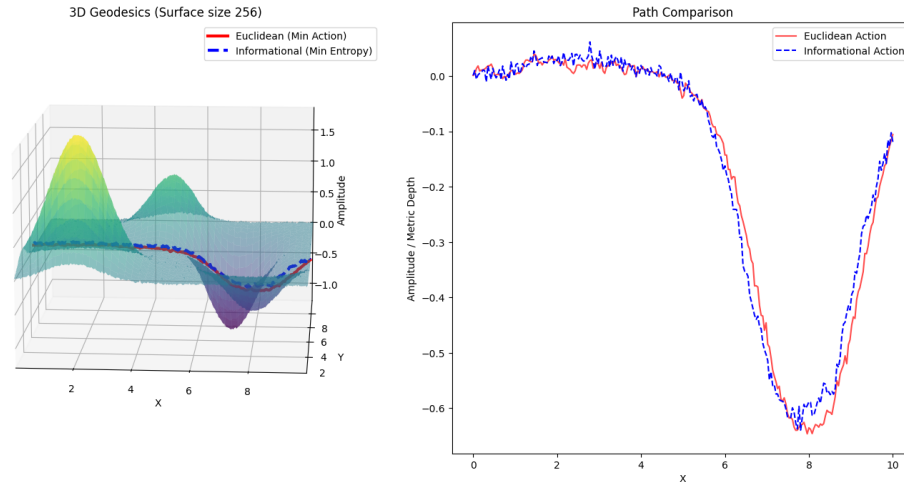 3D Geodesics (Surface size 256)
Euclidean (Min Action)
Informational (Min Entropy)
1.5
1.0
0.5
0.0
−0.5
−1.0
Amplitude
8
6
4
2
Y
2
4
6
8
X
Path Comparison
Euclidean Action
Informational Action
0.0
−0.1
−0.2
−0.3
−0.4
−0.5
−0.6
Amplitude / Metric Depth
0
2
4
6
8
10
X